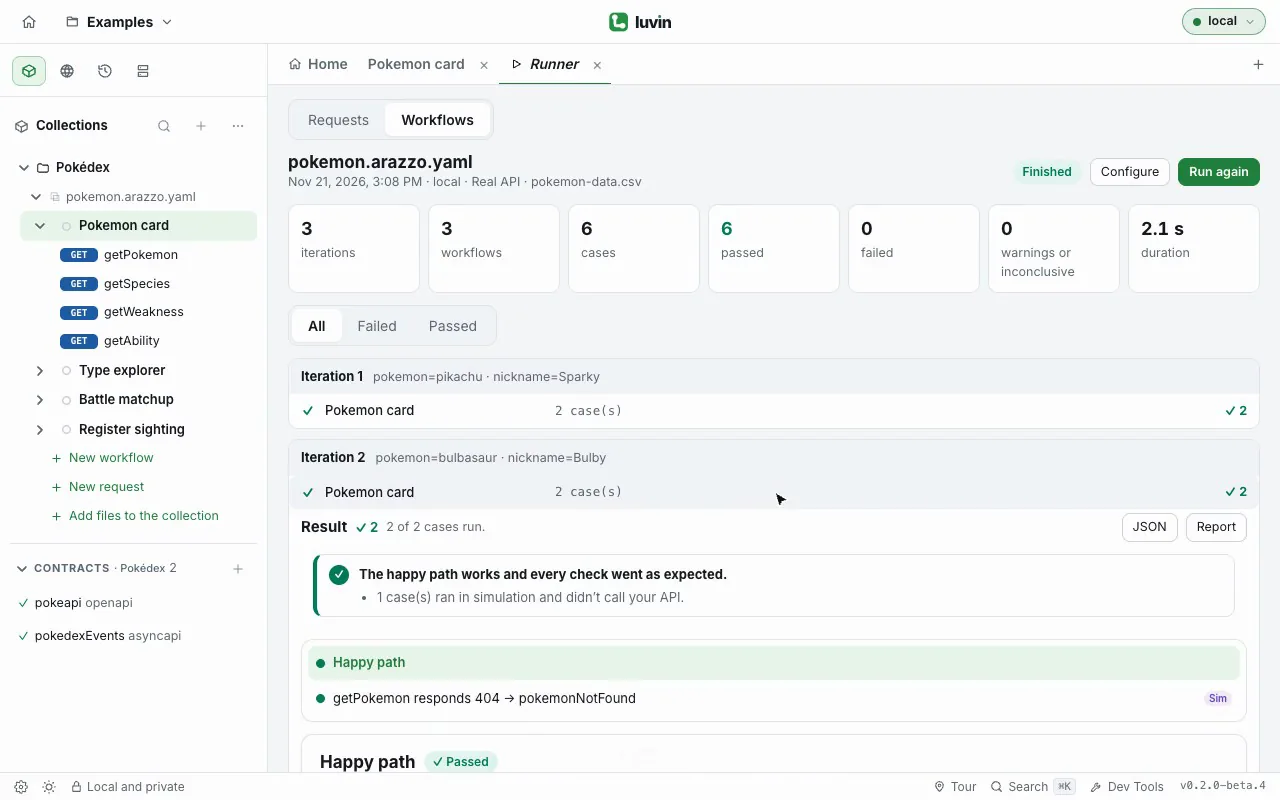 Examples
luvin
local
Home
Pokemon card
Runner
Collections
Pokédex
pokemon.arazzo.yaml
Pokemon card
GET getPokemon
GET getSpecies
GET getWeakness
GET getAbility
Type explorer
Battle matchup
Register sighting
+ New workflow
+ New request
+ Add files to the collection
CONTRACTS · Pokédex 2
pokeapi openapi
pokedexEvents asyncapi
Requests
Workflows
pokemon.arazzo.yaml
Nov 21, 2026, 3:08 PM · local · Real API · pokemon-data.csv
Finished
Configure
Run again
3
iterations
3
workflows
6
cases
6
passed
0
failed
0
warnings or
inconclusive
2.1 s
duration
All
Failed
Passed
Iteration 1 pokemon=pikachu · nickname=Sparky
✓ Pokemon card 2 case(s) ✓ 2
Iteration 2 pokemon=bulbasaur · nickname=Bulby
✓ Pokemon card 2 case(s) ✓ 2
Result ✓ 2 2 of 2 cases run.
JSON
Report
The happy path works and every check went as expected.
• 1 case(s) ran in simulation and didn’t call your API.
Happy path
getPokemon responds 404 → pokemonNotFound Sim
Happy path ✓ Passed
Local and private
Tour
Search ⌘K
Dev Tools
v0.2.0-beta.4